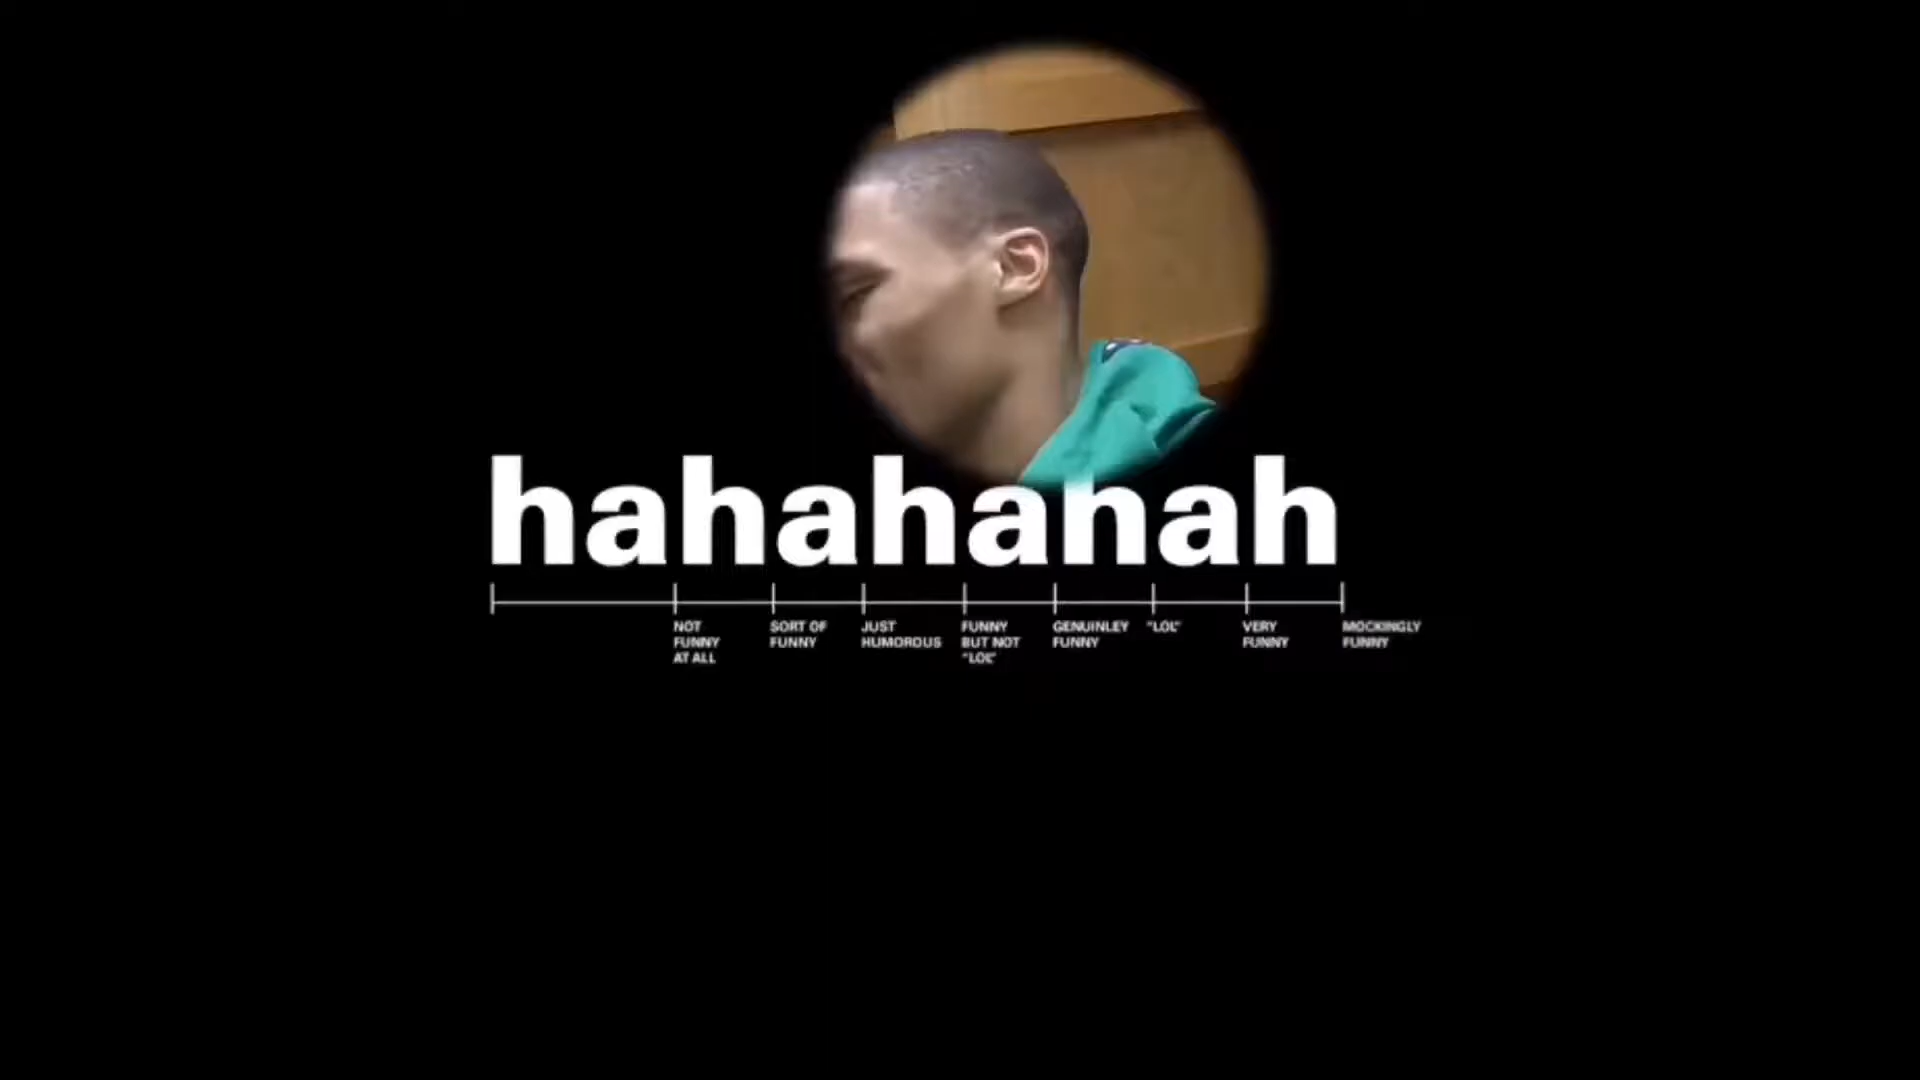 hahahahah
NOT
FUNNY
AT ALL
SORT OF
FUNNY
JUST
HUMOROUS
FUNNY
BUT NOT
"LOL"
GENUINLEY
FUNNY
"LOL"
VERY
FUNNY
MOCKINGLY
FUNNY